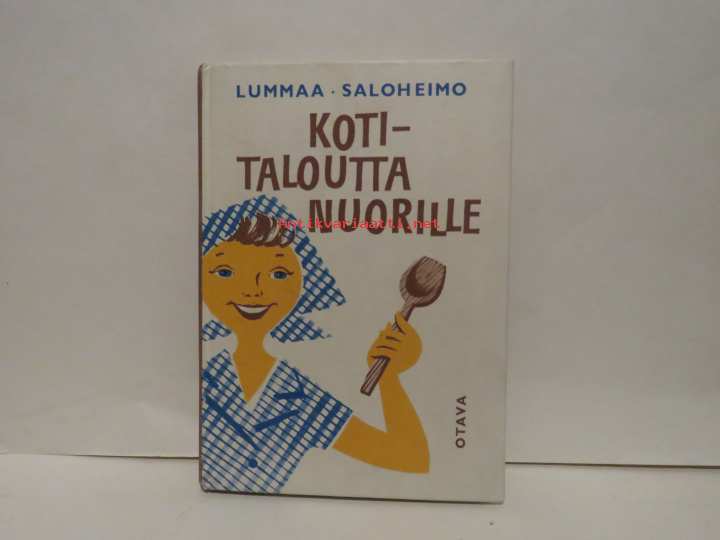 LUMMAA · SALOHEIMO
KOTI-
TALOUTTA
NUORILLE
Antikvariaatti.net
OTAVA